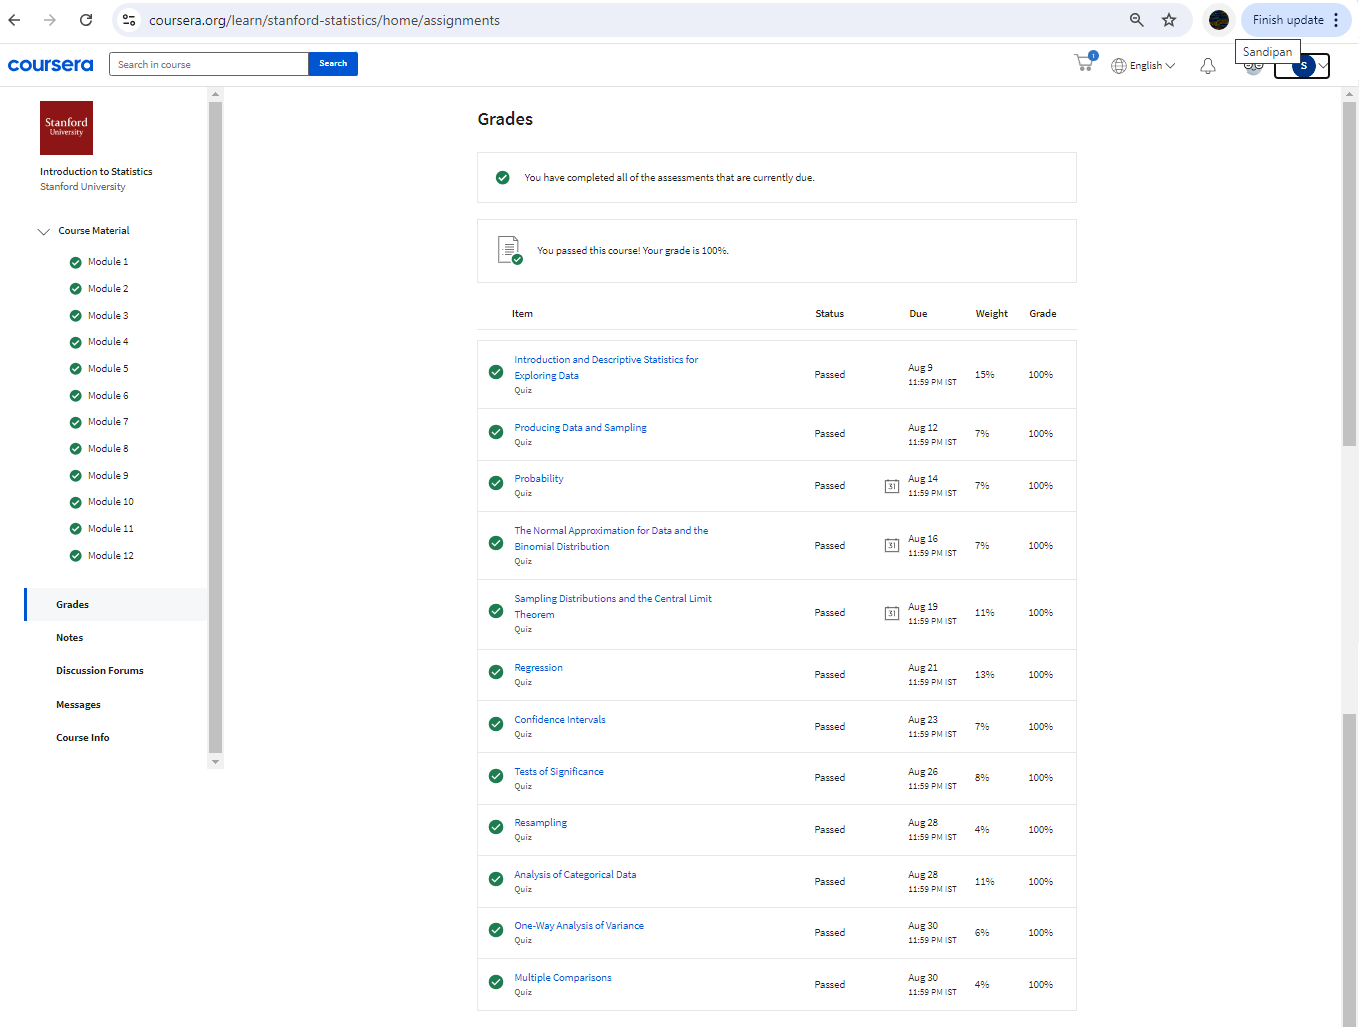 coursera.org/learn/stanford-statistics/home/assignments
Finish update
Sandipan
coursera
Search in course
Search
1
English
S
Stanford
University
Introduction to Statistics
Stanford University
Course Material
Module 1
Module 2
Module 3
Module 4
Module 5
Module 6
Module 7
Module 8
Module 9
Module 10
Module 11
Module 12
Grades
Notes
Discussion Forums
Messages
Course Info
Grades
You have completed all of the assessments that are currently due.
You passed this course! Your grade is 100%.
Item Status Due Weight Grade
Introduction and Descriptive Statistics for
Exploring Data
Quiz
Passed
Aug 9
11:59 PM IST
15%
100%
Producing Data and Sampling
Quiz
Passed
Aug 12
11:59 PM IST
7%
100%
Probability
Quiz
Passed
31
Aug 14
11:59 PM IST
7%
100%
The Normal Approximation for Data and the
Binomial Distribution
Quiz
Passed
31
Aug 16
11:59 PM IST
7%
100%
Sampling Distributions and the Central Limit
Theorem
Quiz
Passed
31
Aug 19
11:59 PM IST
11%
100%
Regression
Quiz
Passed
Aug 21
11:59 PM IST
13%
100%
Confidence Intervals
Quiz
Passed
Aug 23
11:59 PM IST
7%
100%
Tests of Significance
Quiz
Passed
Aug 26
11:59 PM IST
8%
100%
Resampling
Quiz
Passed
Aug 28
11:59 PM IST
4%
100%
Analysis of Categorical Data
Quiz
Passed
Aug 28
11:59 PM IST
11%
100%
One-Way Analysis of Variance
Quiz
Passed
Aug 30
11:59 PM IST
6%
100%
Multiple Comparisons
Quiz
Passed
Aug 30
11:59 PM IST
4%
100%